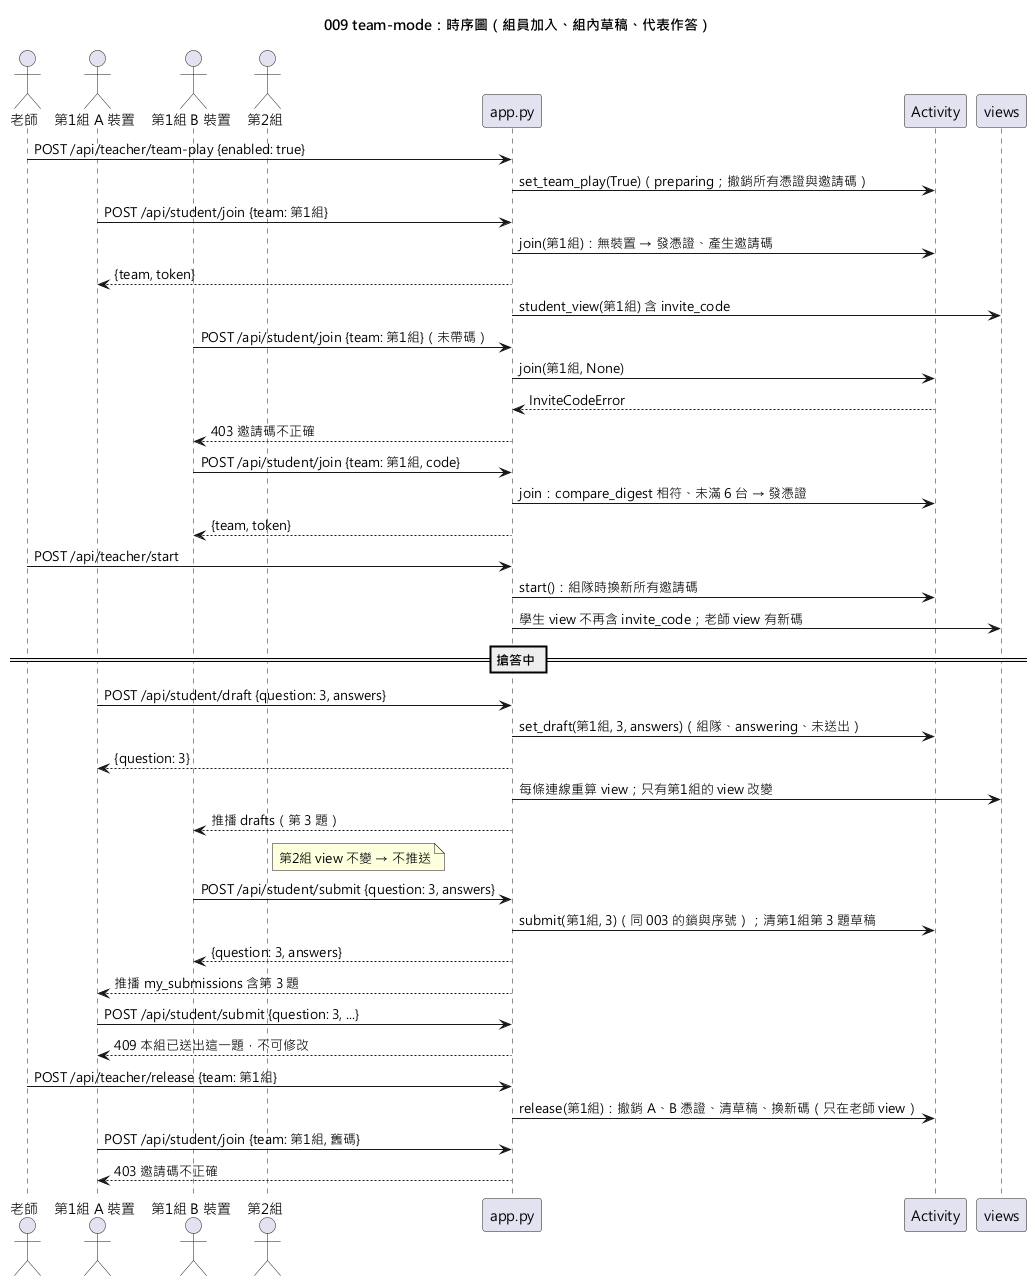 009 team-mode：時序圖（組員加入、組內草稿、代表作答）
老師
第1組 A 裝置
第1組 B 裝置
第2組
app.py
Activity
views
POST /api/teacher/team-play {enabled: true}
set_team_play(True)（preparing；撤銷所有憑證與邀請碼）
POST /api/student/join {team: 第1組}
join(第1組)：無裝置 → 發憑證、產生邀請碼
{team, token}
student_view(第1組) 含 invite_code
POST /api/student/join {team: 第1組}（未帶碼）
join(第1組, None)
InviteCodeError
403 邀請碼不正確
POST /api/student/join {team: 第1組, code}
join：compare_digest 相符、未滿 6 台 → 發憑證
{team, token}
POST /api/teacher/start
start()：組隊時換新所有邀請碼
學生 view 不再含 invite_code；老師 view 有新碼
搶答中
POST /api/student/draft {question: 3, answers}
set_draft(第1組, 3, answers)（組隊、answering、未送出）
{question: 3}
每條連線重算 view；只有第1組的 view 改變
推播 drafts（第 3 題）
第2組 view 不變 → 不推送
POST /api/student/submit {question: 3, answers}
submit(第1組, 3)（同 003 的鎖與序號）；清第1組第 3 題草稿
{question: 3, answers}
推播 my_submissions 含第 3 題
POST /api/student/submit {question: 3, ...}
409 本組已送出這一題，不可修改
POST /api/teacher/release {team: 第1組}
release(第1組)：撤銷 A、B 憑證、清草稿、換新碼（只在老師 view）
POST /api/student/join {team: 第1組, 舊碼}
403 邀請碼不正確
老師
第1組 A 裝置
第1組 B 裝置
第2組
app.py
Activity
views